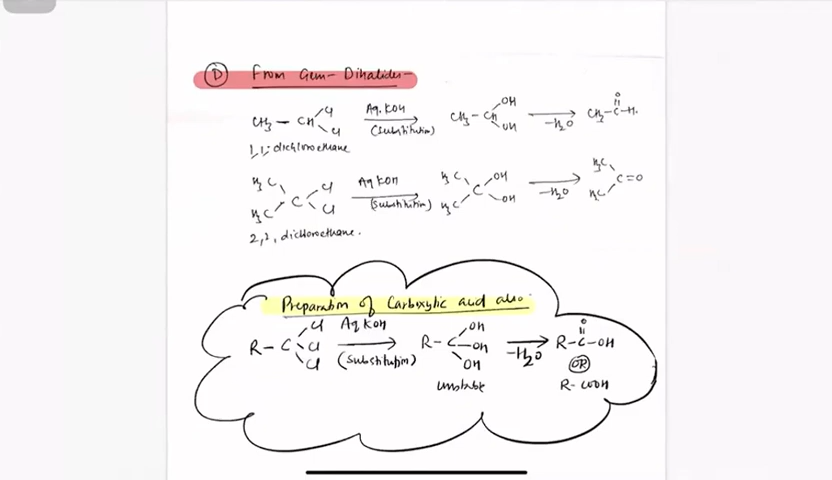 D From Gem-Dihalides-
CH3 - CH Cl Cl Aq.KOH (Substitution) CH3 - CH OH OH -H2O CH3 - C - H O
1,1, dichloroethane
H3C H3C C Cl Cl Aq KOH (Substitution) H3C H3C C OH OH -H2O H3C H3C C=O
2,2, dichloroethane.
Preparation of Carboxylic acid also
R - C Cl Cl Cl Aq KOH (Substitution) R - C OH OH OH -H2O R - C - OH O
Unstable
OR
R - COOH